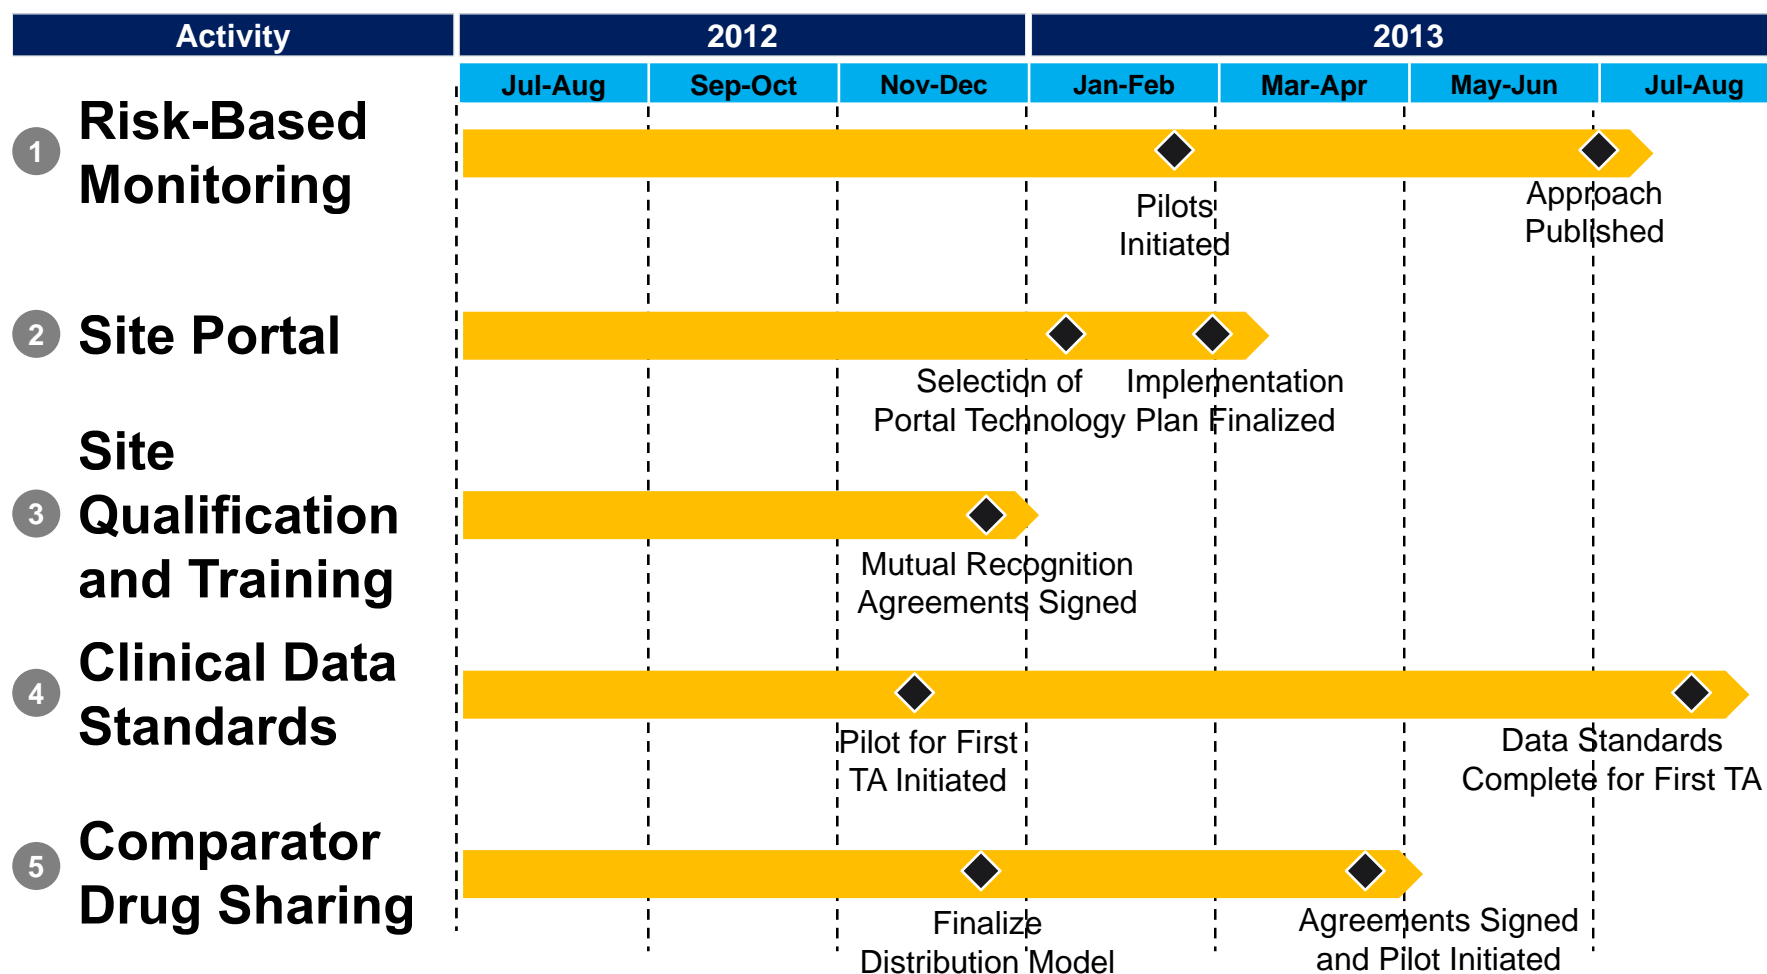 Activity
2012
2013
Jul-Aug
Sep-Oct
Nov-Dec
Jan-Feb
Mar-Apr
May-Jun
Jul-Aug
1
Risk-Based
Monitoring
Pilots
Initiated
Approach
Published
2
Site Portal
Selection of
Portal Technology
Implementation
Plan Finalized
3
Site
Qualification
and Training
Mutual Recognition
Agreements Signed
4
Clinical Data
Standards
Pilot for First
TA Initiated
Data Standards
Complete for First TA
5
Comparator
Drug Sharing
Finalize
Distribution Model
Agreements Signed
and Pilot Initiated